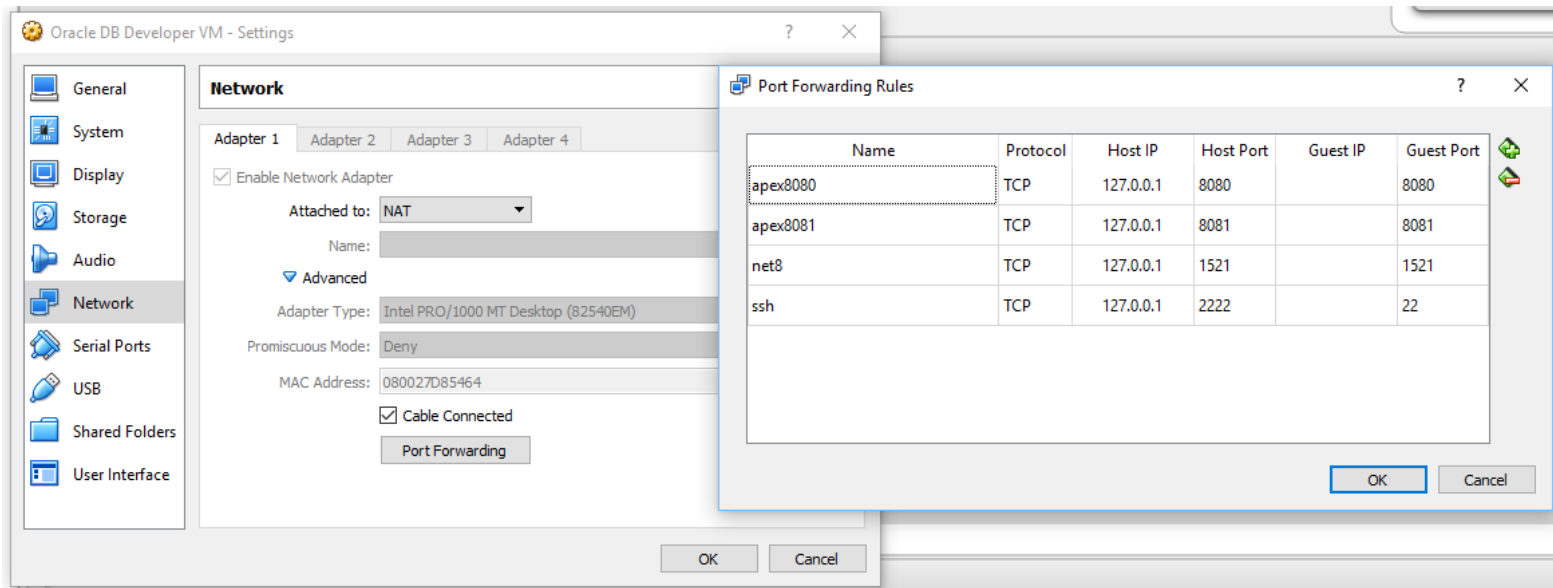 Oracle DB Developer VM - Settings
?
General
System
Display
Storage
Audio
Network
Serial Ports
USB
Shared Folders
User Interface
Network
Adapter 1 Adapter 2 Adapter 3 Adapter 4
Enable Network Adapter
Attached to: NAT
Name:
Advanced
Adapter Type: Intel PRO/1000 MT Desktop (82540EM)
Promiscuous Mode: Deny
MAC Address: 080027D85464
Cable Connected
Port Forwarding
OK Cancel
Port Forwarding Rules ?
Name Protocol Host IP Host Port Guest IP Guest Port
apex8080 TCP 127.0.0.1 8080 8080
apex8081 TCP 127.0.0.1 8081 8081
net8 TCP 127.0.0.1 1521 1521
ssh TCP 127.0.0.1 2222 22
OK Cancel